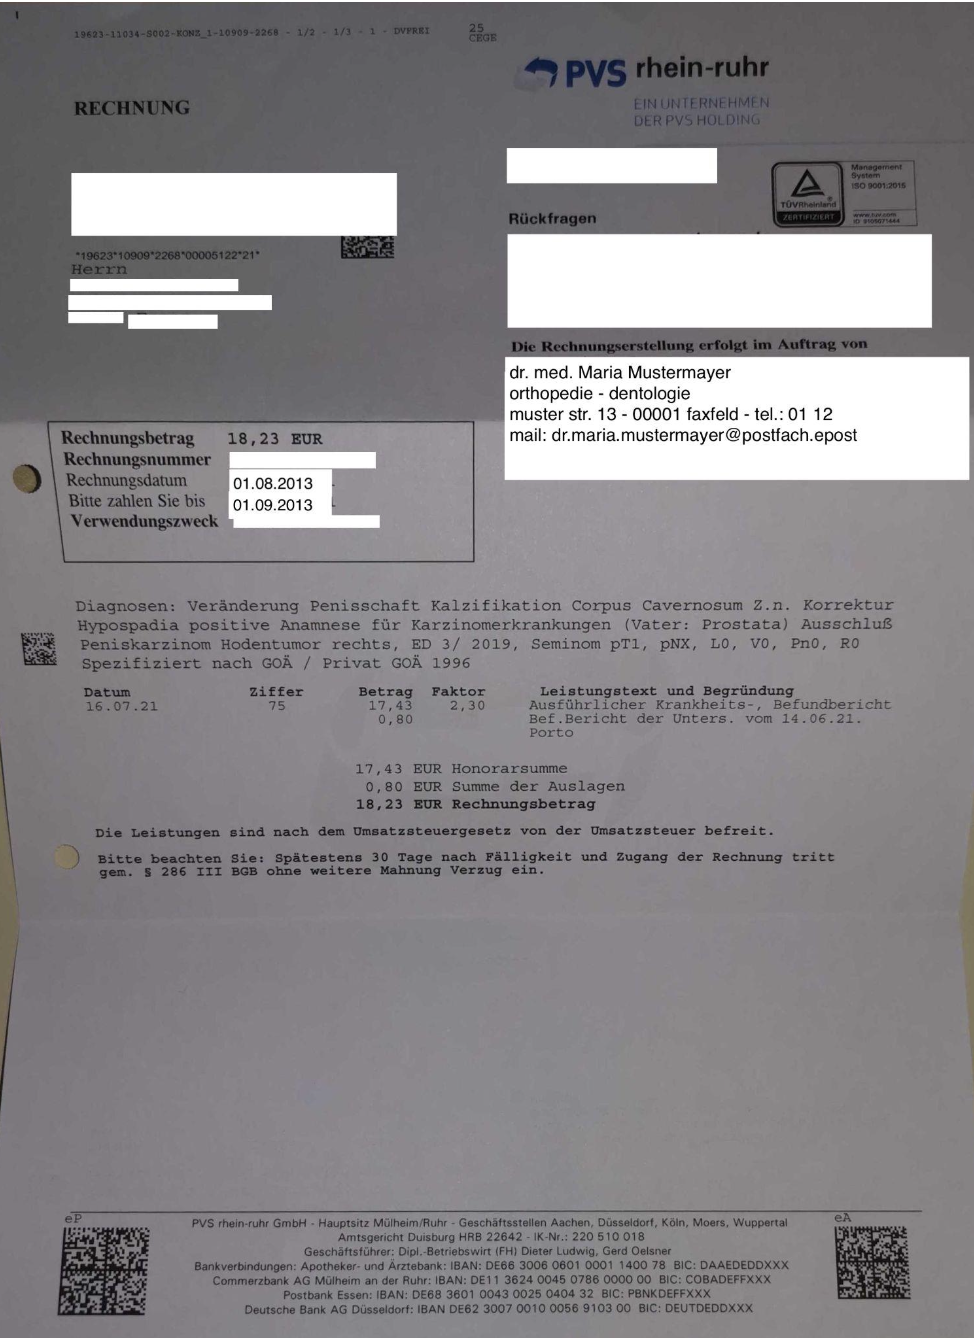 19623-11034-S002-KONZ_1-10909-2268 - 1/2 - 1/3 - 1 - DVFREI
25
CEGE
PVS rhein-ruhr
EIN UNTERNEHMEN
DER PVS HOLDING
RECHNUNG
Management
System
ISO 9001:2015
TÜVRheinland
ZERTIFIZIERT
www.tuv.com
ID 9105071444
Rückfragen
*19623*10909*2268*00005122*21*
Herrn
Die Rechnungserstellung erfolgt im Auftrag von
dr. med. Maria Mustermayer
orthopedie - dentologie
muster str. 13 - 00001 faxfeld - tel.: 01 12
mail: dr.maria.mustermayer@postfach.epost
Rechnungsbetrag 18,23 EUR
Rechnungsnummer
Rechnungsdatum 01.08.2013
Bitte zahlen Sie bis 01.09.2013
Verwendungszweck
Diagnosen: Veränderung Penisschaft Kalzifikation Corpus Cavernosum Z.n. Korrektur
Hypospadia positive Anamnese für Karzinomerkrankungen (Vater: Prostata) Ausschluß
Peniskarzinom Hodentumor rechts, ED 3/ 2019, Seminom pT1, pNX, L0, V0, Pn0, R0
Spezifiziert nach GOÄ / Privat GOÄ 1996
Datum Ziffer Betrag Faktor Leistungstext und Begründung
16.07.21 75 17,43 2,30 Ausführlicher Krankheits-, Befundbericht
0,80 Bef.Bericht der Unters. vom 14.06.21.
Porto
17,43 EUR Honorarsumme
0,80 EUR Summe der Auslagen
18,23 EUR Rechnungsbetrag
Die Leistungen sind nach dem Umsatzsteuergesetz von der Umsatzsteuer befreit.
Bitte beachten Sie: Spätestens 30 Tage nach Fälligkeit und Zugang der Rechnung tritt
gem. § 286 III BGB ohne weitere Mahnung Verzug ein.
eP
eA
PVS rhein-ruhr GmbH - Hauptsitz Mülheim/Ruhr - Geschäftsstellen Aachen, Düsseldorf, Köln, Moers, Wuppertal
Amtsgericht Duisburg HRB 22642 - IK-Nr.: 220 510 018
Geschäftsführer: Dipl.-Betriebswirt (FH) Dieter Ludwig, Gerd Oelsner
Bankverbindungen: Apotheker- und Ärztebank: IBAN: DE66 3006 0601 0001 1400 78 BIC: DAAEDEDDXXX
Commerzbank AG Mülheim an der Ruhr: IBAN: DE11 3624 0045 0786 0000 00 BIC: COBADEFFXXX
Postbank Essen: IBAN: DE68 3601 0043 0025 0404 32 BIC: PBNKDEFFXXX
Deutsche Bank AG Düsseldorf: IBAN DE62 3007 0010 0056 9103 00 BIC: DEUTDEDDXXX